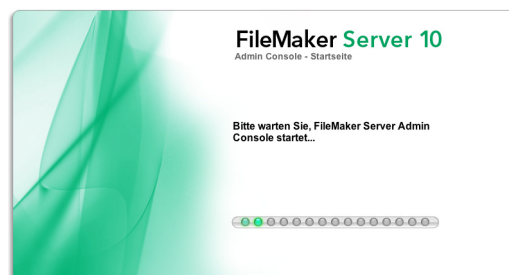 FileMaker Server 10
Admin Console - Startseite
Bitte warten Sie, FileMaker Server Admin
Console startet...